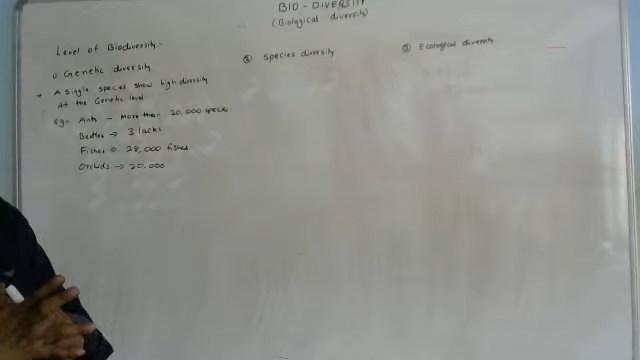 BIO - DIVERSITY
(Biological diversity)
Level of Biodiversity -
① Genetic diversity
② Species diversity
③ Ecological diversity
→ A single species show high diversity
At the Genetic level
Eg:- Ants - more than 20,000 species
Beetles → 3 lacks
Fishes → 28,000 fishes
Orchids → 20,000